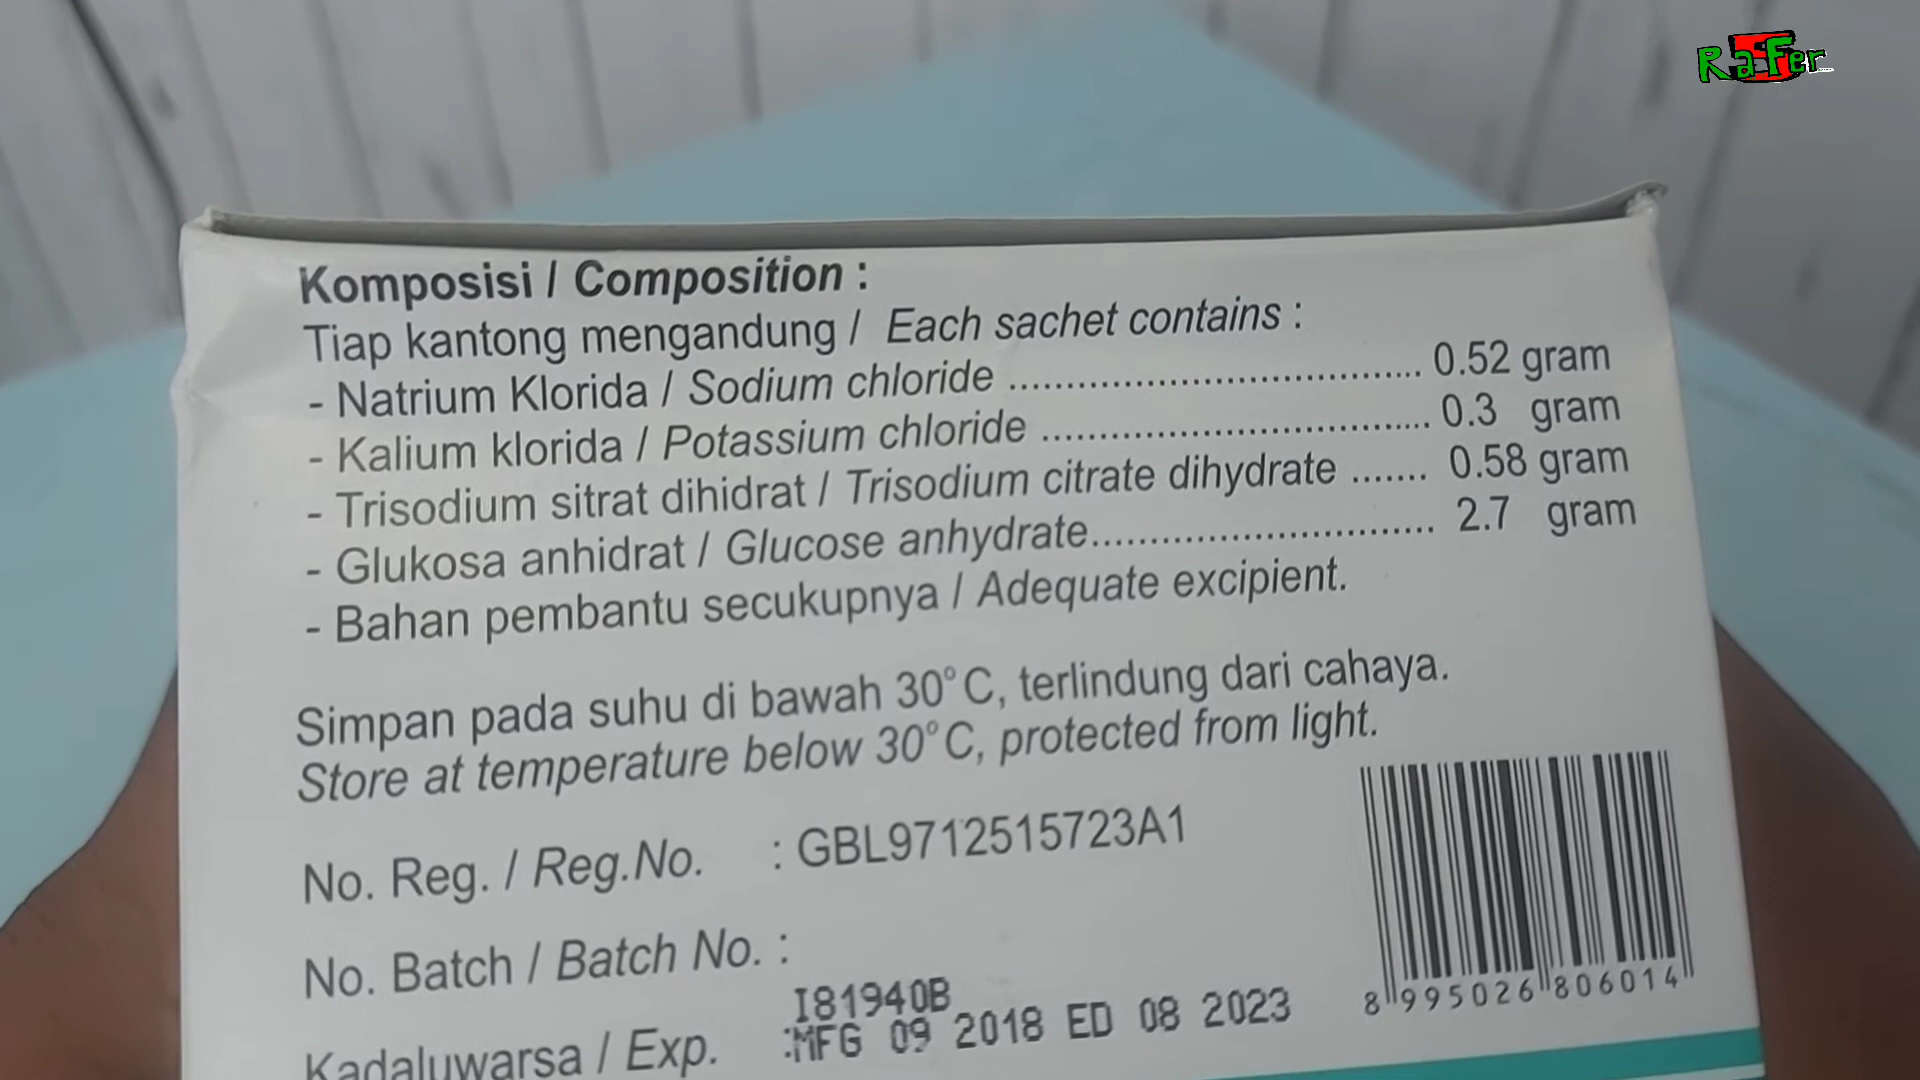 RaFer
Komposisi / Composition :
Tiap kantong mengandung / Each sachet contains :
- Natrium Klorida / Sodium chloride ..................................... 0.52 gram
- Kalium klorida / Potassium chloride ................................... 0.3 gram
- Trisodium sitrat dihidrat / Trisodium citrate dihydrate ....... 0.58 gram
- Glukosa anhidrat / Glucose anhydrate............................... 2.7 gram
- Bahan pembantu secukupnya / Adequate excipient.
Simpan pada suhu di bawah 30°C, terlindung dari cahaya.
Store at temperature below 30°C, protected from light.
No. Reg. / Reg.No. : GBL9712515723A1
No. Batch / Batch No. :
I81940B
Kadaluwarsa / Exp. :MFG 09 2018 ED 08 2023
8 995026 806014